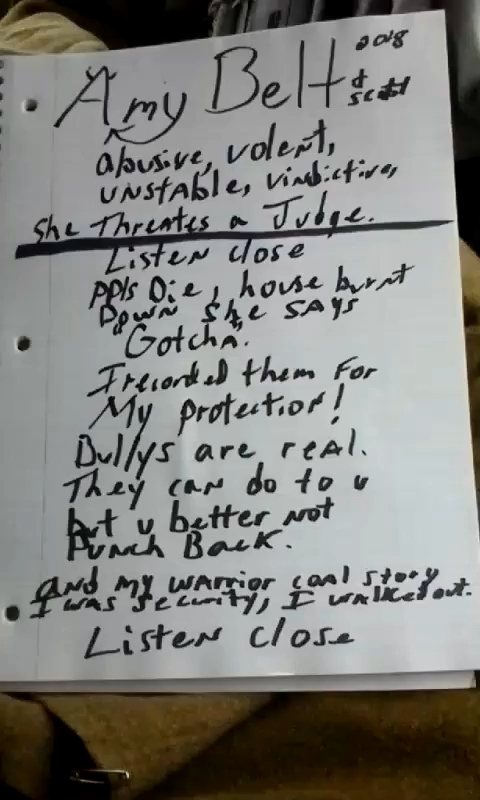 Amy Belt 2018
& Scott
abusive, volent,
UNSTABLE, vindictive,
She Threates a Judge.
Listen close
ppls Die, house burnt
Down she says
Gotcha.
I recorded them for
My protection!
Bullys are real.
They can do to u
but u better not
Punch Back.
and my warrior coal story
I was security, I walked out.
Listen close